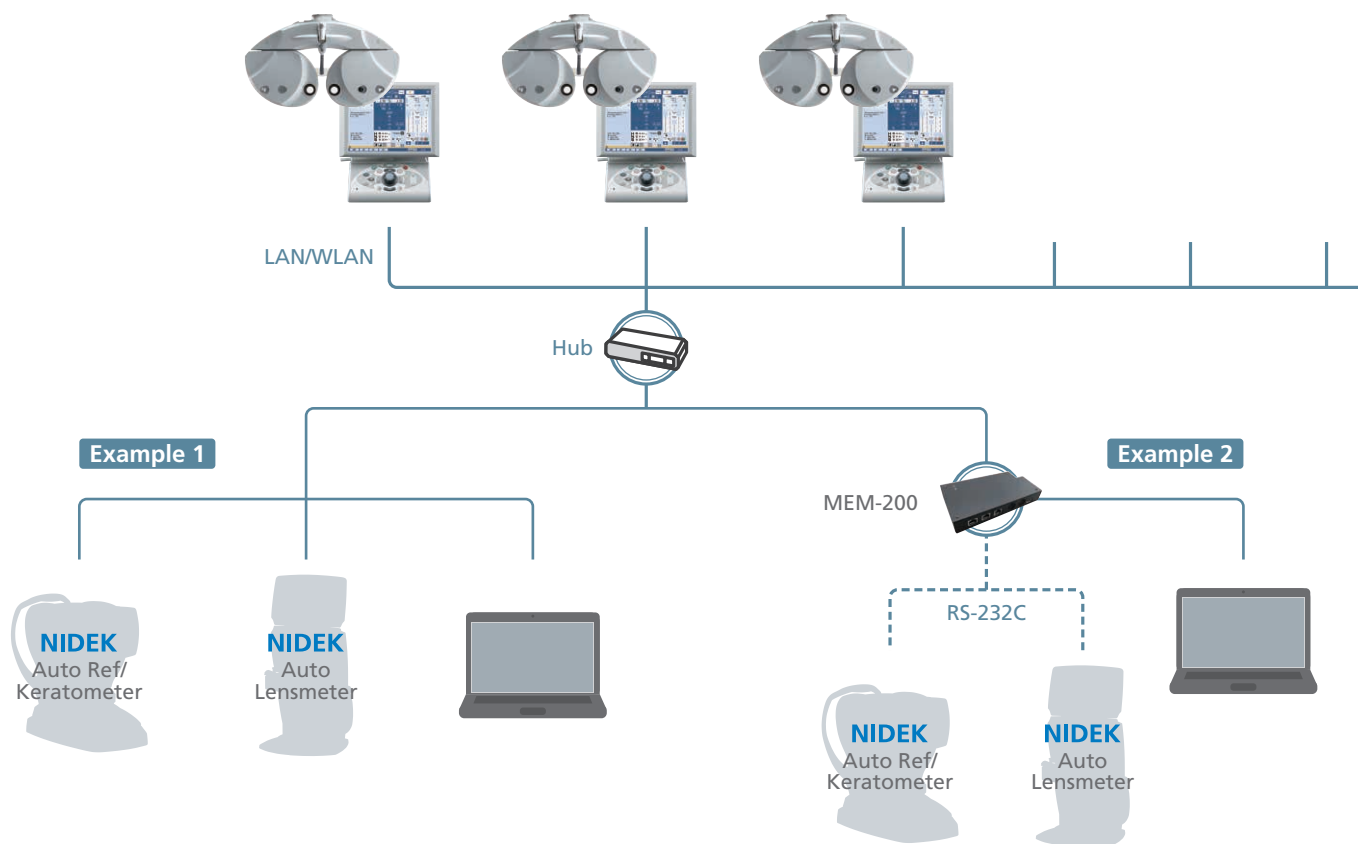 LAN/WLAN
Hub
Example 1
Example 2
MEM-200
RS-232C
NIDEK
Auto Ref/
Keratometer
NIDEK
Auto
Lensmeter
NIDEK
Auto Ref/
Keratometer
NIDEK
Auto
Lensmeter